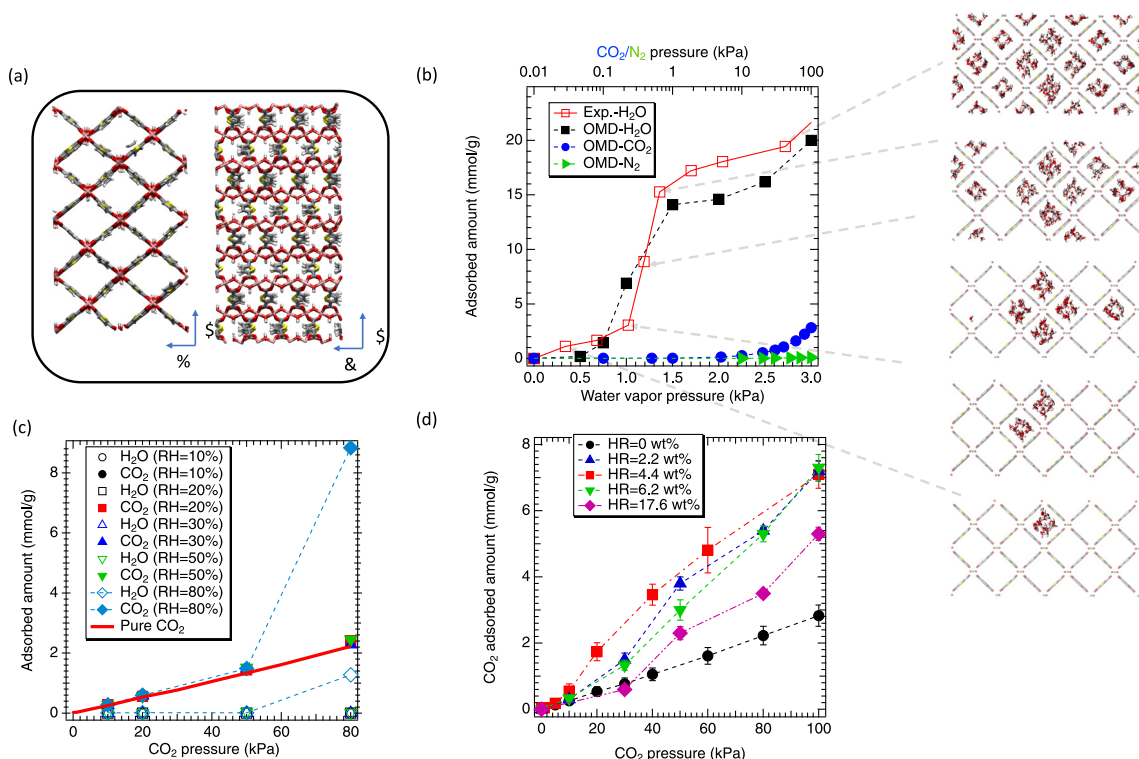 (a)
$
%
$
&
(b)
CO2/N2 pressure (kPa)
0.01 0.1 1 10 100
Exp.-H2O
OMD-H2O
OMD-CO2
OMD-N2
Adsorbed amount (mmol/g)
20
15
10
5
0
0.0 0.5 1.0 1.5 2.0 2.5 3.0
Water vapor pressure (kPa)
(c)
H2O (RH=10%)
CO2 (RH=10%)
H2O (RH=20%)
CO2 (RH=20%)
H2O (RH=30%)
CO2 (RH=30%)
H2O (RH=50%)
CO2 (RH=50%)
H2O (RH=80%)
CO2 (RH=80%)
Pure CO2
Adsorbed amount (mmol/g)
8
6
4
2
0
0 20 40 60 80
CO2 pressure (kPa)
(d)
HR=0 wt%
HR=2.2 wt%
HR=4.4 wt%
HR=6.2 wt%
HR=17.6 wt%
CO2 adsorbed amount (mmol/g)
8
6
4
2
0
0 20 40 60 80 100
CO2 pressure (kPa)